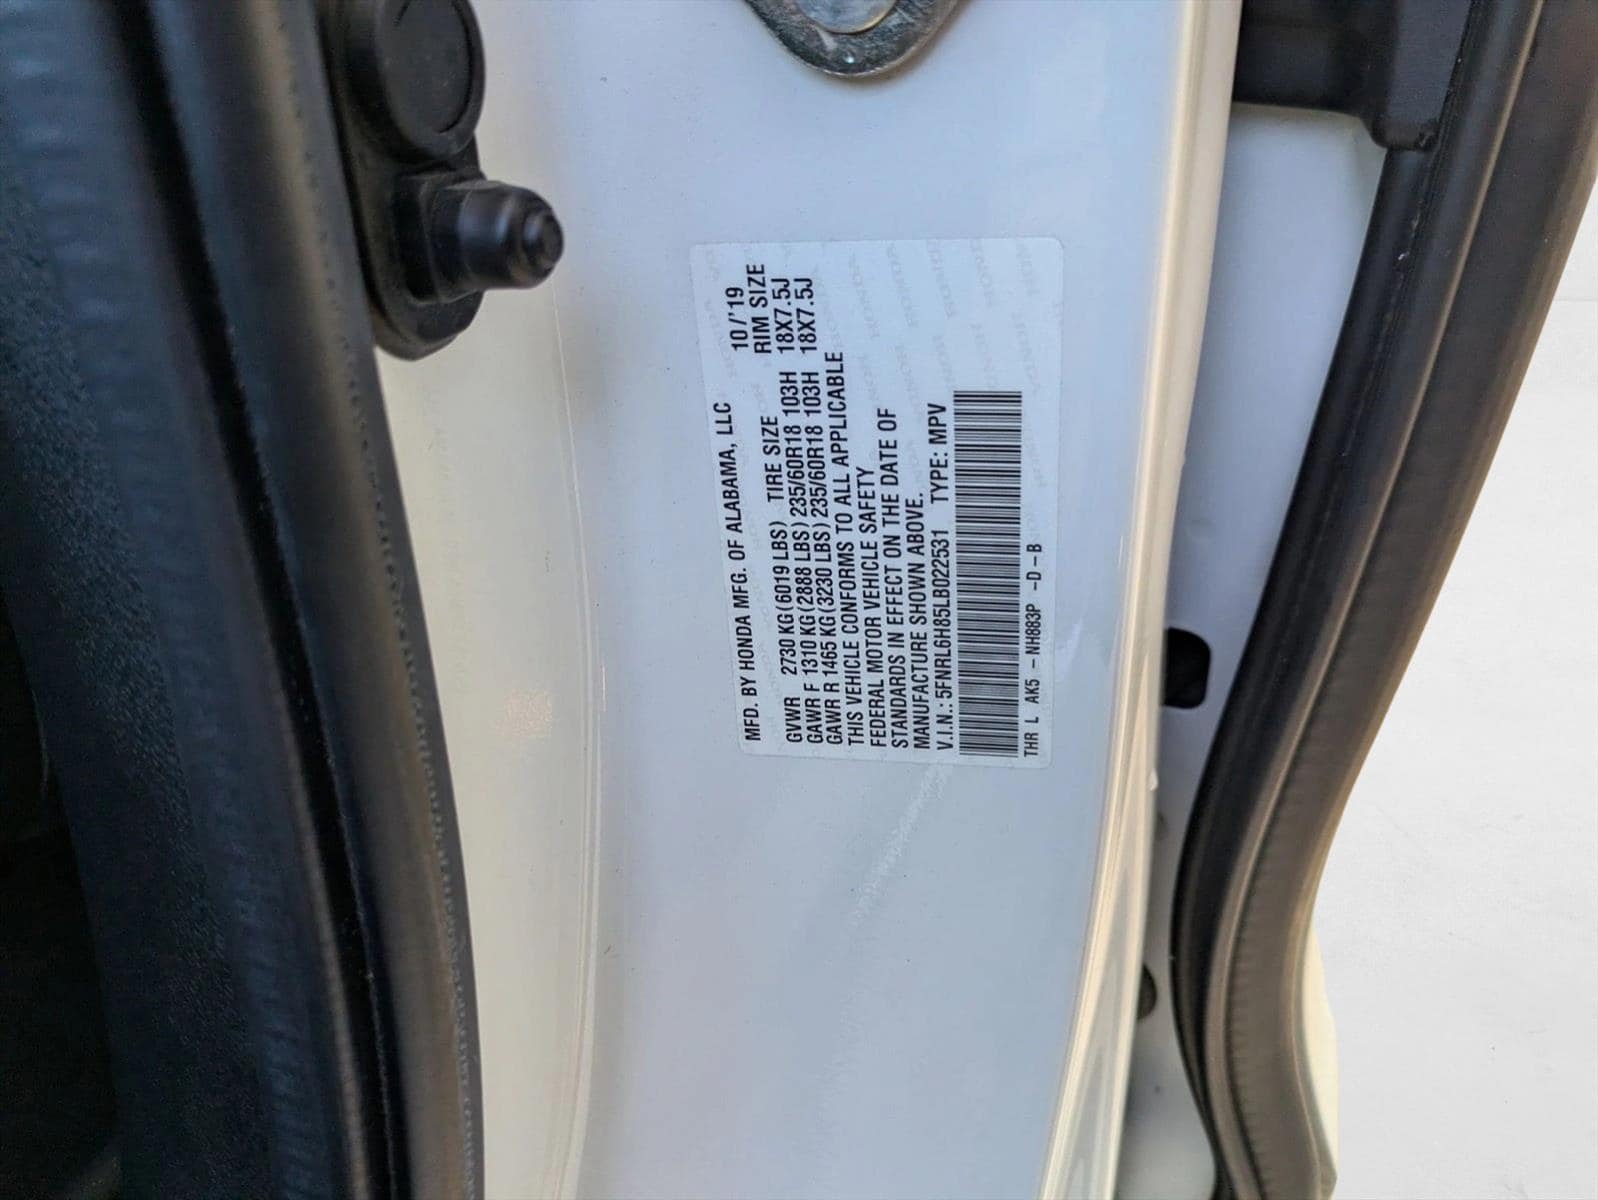 MFD. BY HONDA MFG. OF ALABAMA, LLC 10/'19
TIRE SIZE RIM SIZE
GVWR 2730 KG(6019 LBS)
GAWR F 1310 KG(2888 LBS) 235/60R18 103H 18X7.5J
GAWR R 1465 KG(3230 LBS) 235/60R18 103H 18X7.5J
THIS VEHICLE CONFORMS TO ALL APPLICABLE
FEDERAL MOTOR VEHICLE SAFETY
STANDARDS IN EFFECT ON THE DATE OF
MANUFACTURE SHOWN ABOVE.
V.I.N.: 5FNRL6H85LB022531 TYPE: MPV
THR L AK5 -NH883P -D-B